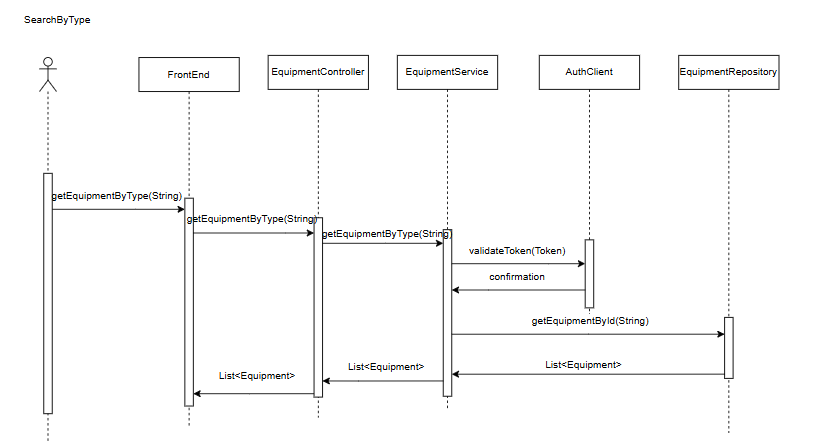 SearchByType
FrontEnd
EquipmentController
EquipmentService
AuthClient
EquipmentRepository
getEquipmentByType(String)
getEquipmentByType(String)
getEquipmentByType(String)
validateToken(Token)
confirmation
getEquipmentById(String)
List<Equipment>
List<Equipment>
List<Equipment>